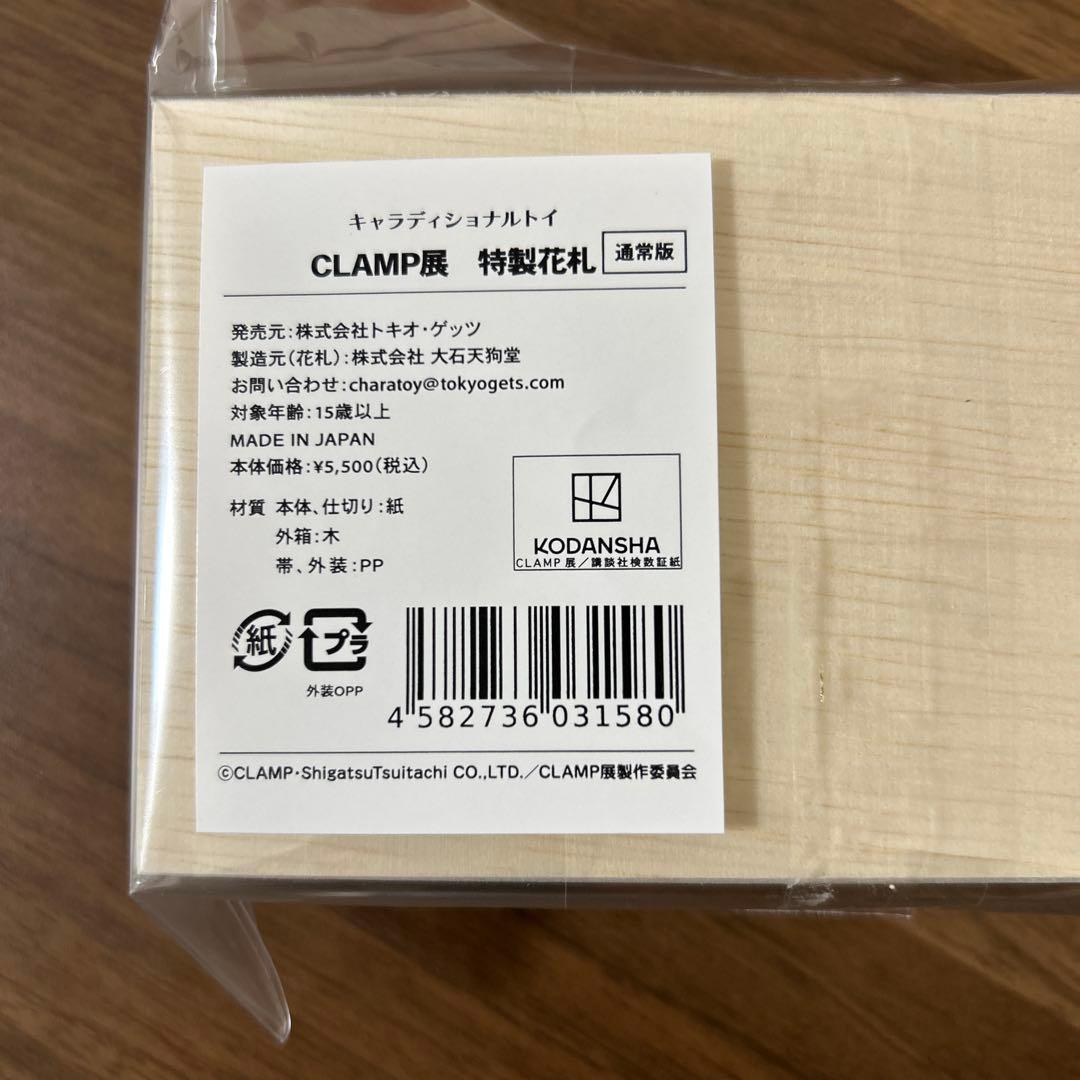 キャラディショナルトイ
CLAMP展　特製花札 通常版
発売元:株式会社トキオ・ゲッツ
製造元(花札):株式会社 大石天狗堂
お問い合わせ:charatoy@tokyogets.com
対象年齢:15歳以上
MADE IN JAPAN
本体価格:¥5,500(税込)
材質 本体、仕切り:紙
外箱:木
帯、外装:PP
KODANSHA
CLAMP展/講談社検数証紙
紙 プラ
外装OPP
4 582736 031580
©CLAMP・ShigatsuTsuitachi CO.,LTD./CLAMP展製作委員会